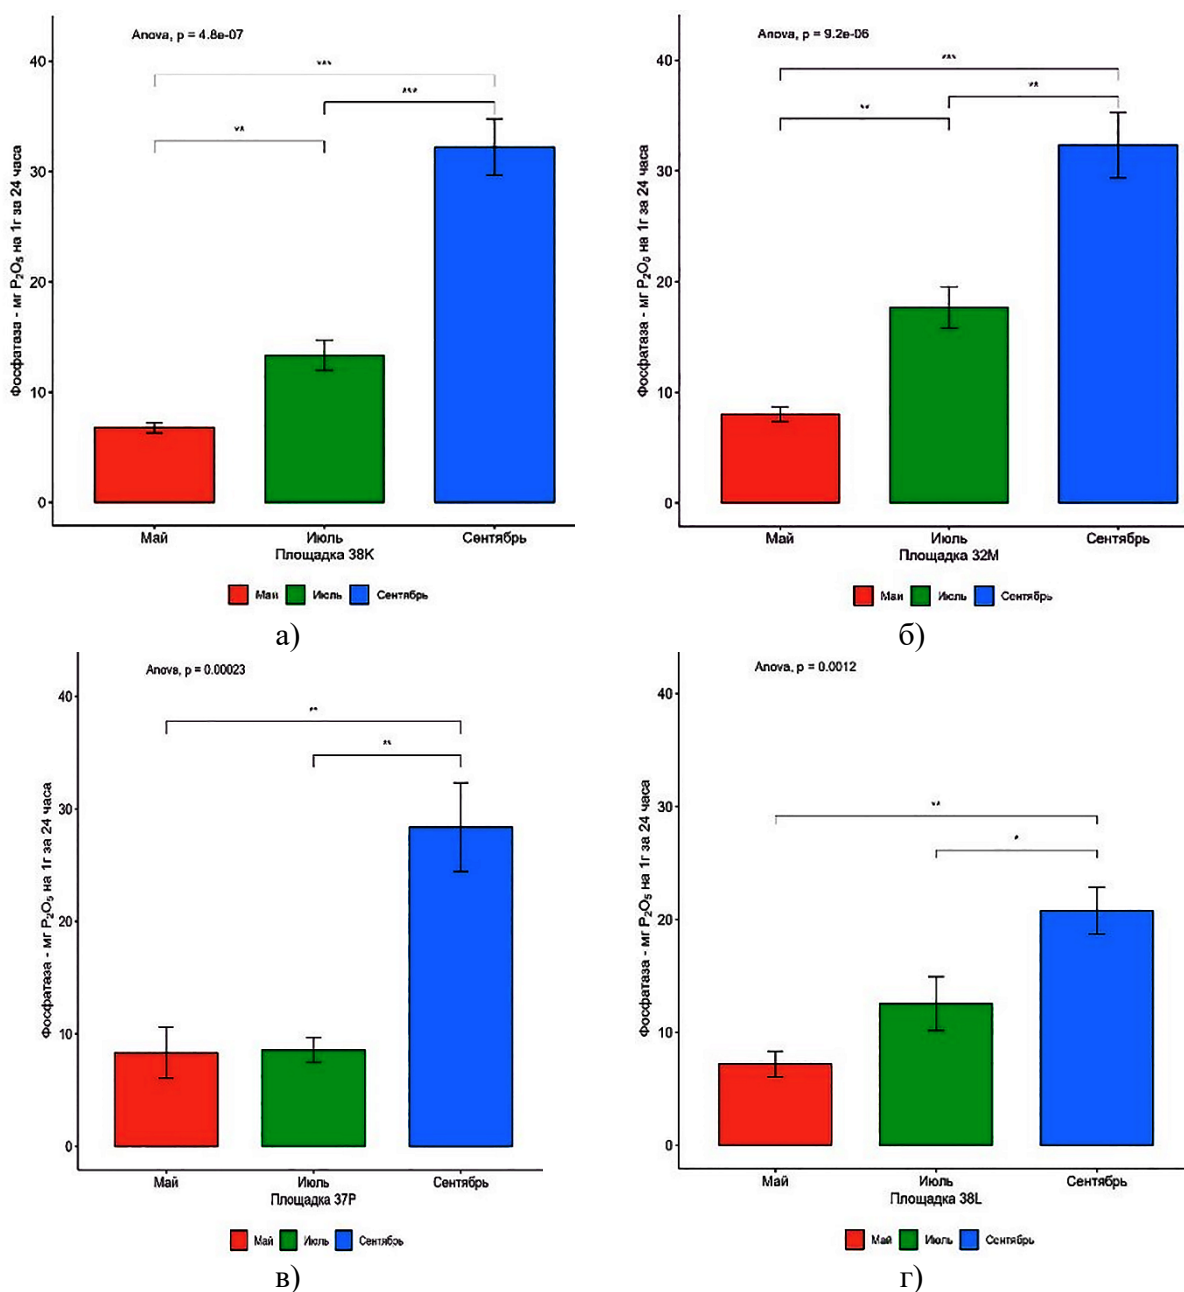 Anova, p = 4.8e-07
***
***
**
40
30
20
10
0
Фосфатаза - мг P₂O₅ на 1г за 24 часа
Май
Июль
Сентябрь
Площадка 38K
Май Июль Сентябрь
а)
Anova, p = 9.2e-06
***
**
**
40
30
20
10
0
Фосфатаза - мг P₂O₅ на 1г за 24 часа
Май
Июль
Сентябрь
Площадка 32M
Май Июль Сентябрь
б)
Anova, p = 0.00023
**
**
40
30
20
10
0
Фосфатаза - мг P₂O₅ на 1г за 24 часа
Май
Июль
Сентябрь
Площадка 37P
Май Июль Сентябрь
в)
Anova, p = 0.0012
**
*
40
30
20
10
0
Фосфатаза - мг P₂O₅ на 1г за 24 часа
Май
Июль
Сентябрь
Площадка 38L
Май Июль Сентябрь
г)